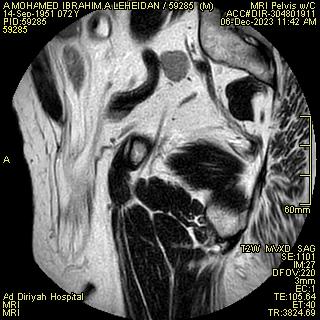 A MOHAMED IBRAHIM A LEHEIDAN / 59285 (M)
14-Sep-1951 072Y
PID:59285
59285
MRI Pelvis w/C
ACC#DIR-304801911
06-Dec-2023 11:42 AM
A
60mm
T2W MVXD SAG
SE:1101
IM:27
DFOV:220
3mm
EC:1
TE:105.64
ET:40
TR:3824.69
Ad Diriyah Hospital
MRI
MRI